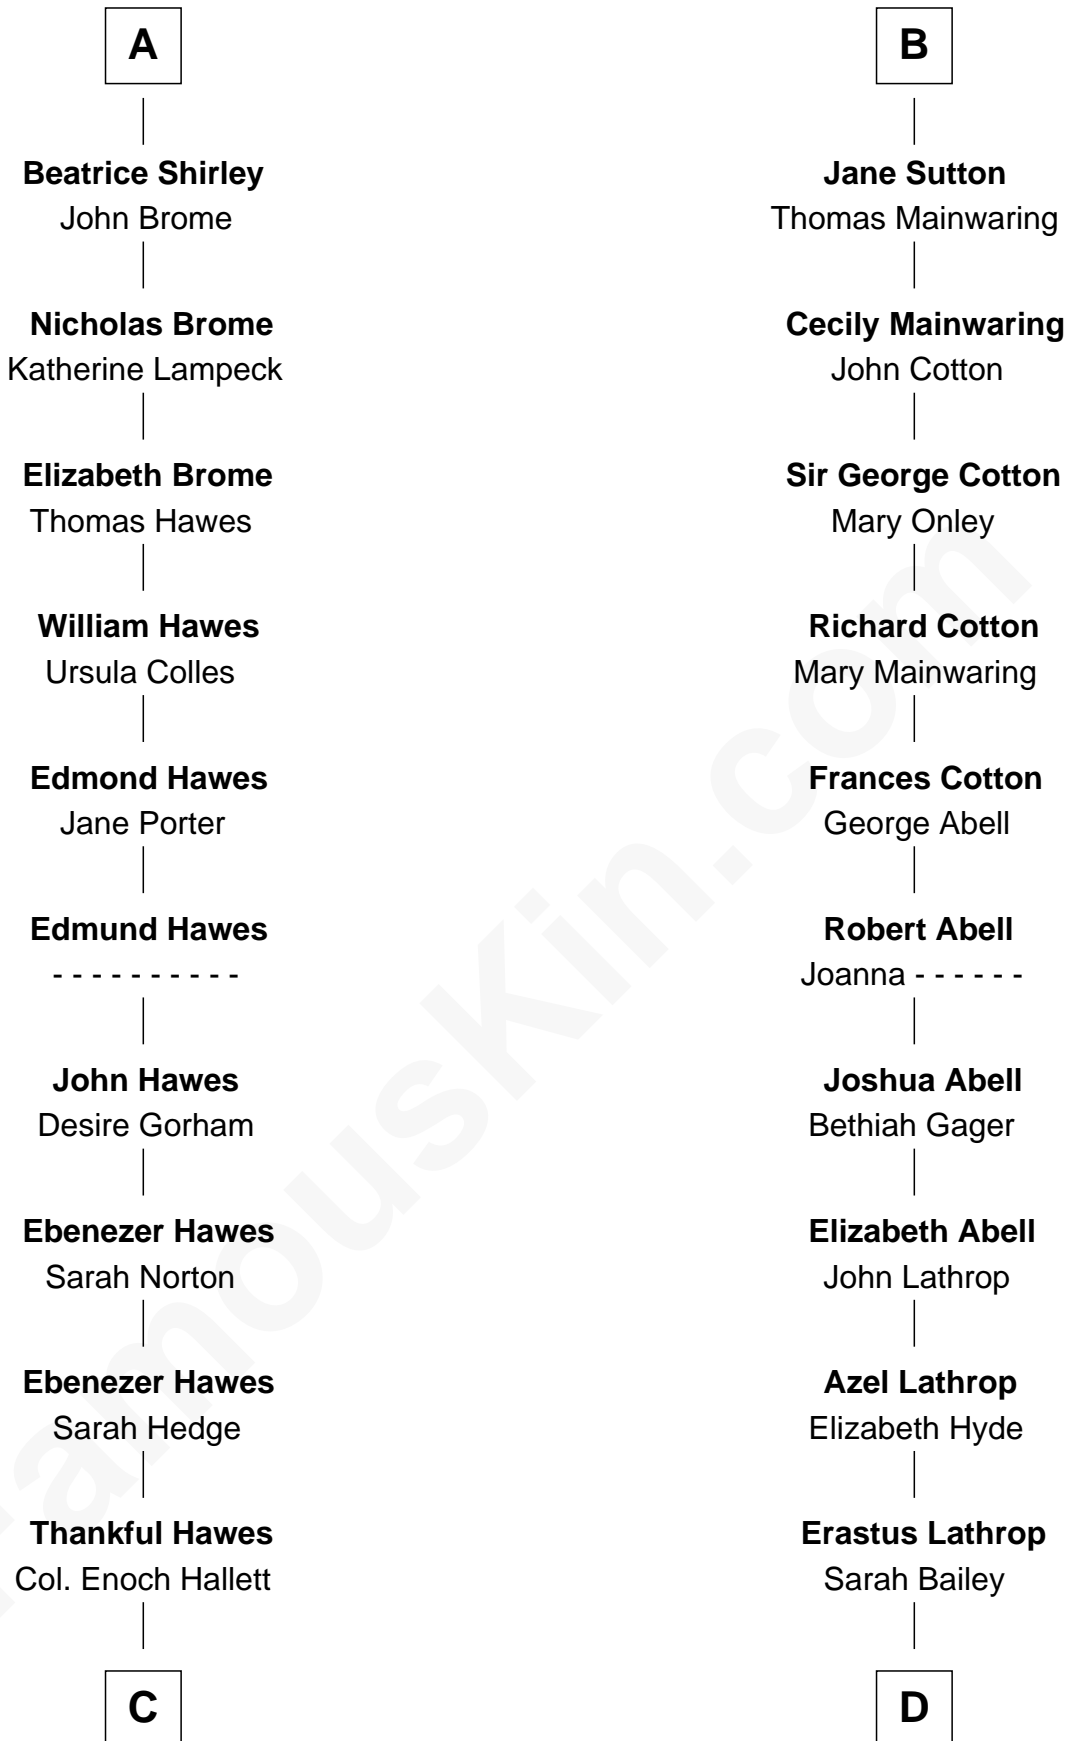 A
Beatrice Shirley
John Brome
Nicholas Brome
Katherine Lampeck
Elizabeth Brome
Thomas Hawes
William Hawes
Ursula Colles
Edmond Hawes
Jane Porter
Edmund Hawes
- - - - - - - - - -
John Hawes
Desire Gorham
Ebenezer Hawes
Sarah Norton
Ebenezer Hawes
Sarah Hedge
Thankful Hawes
Col. Enoch Hallett
C
B
Jane Sutton
Thomas Mainwaring
Cecily Mainwaring
John Cotton
Sir George Cotton
Mary Onley
Richard Cotton
Mary Mainwaring
Frances Cotton
George Abell
Robert Abell
Joanna - - - - - -
Joshua Abell
Bethiah Gager
Elizabeth Abell
John Lathrop
Azel Lathrop
Elizabeth Hyde
Erastus Lathrop
Sarah Bailey
D
FamousKin.com